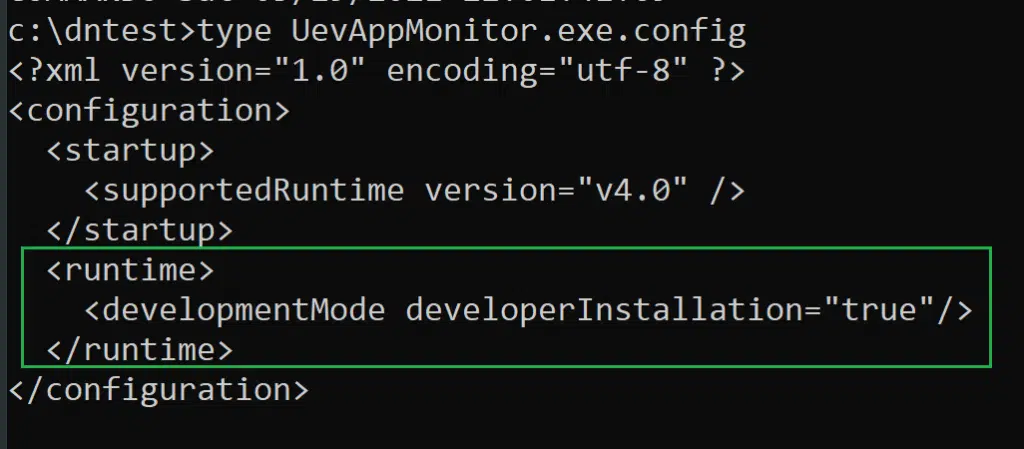 c:\dntest>type UevAppMonitor.exe.config
<?xml version="1.0" encoding="utf-8" ?>
<configuration>
  <startup>
    <supportedRuntime version="v4.0" />
  </startup>
  <runtime>
    <developmentMode developerInstallation="true"/>
  </runtime>
</configuration>